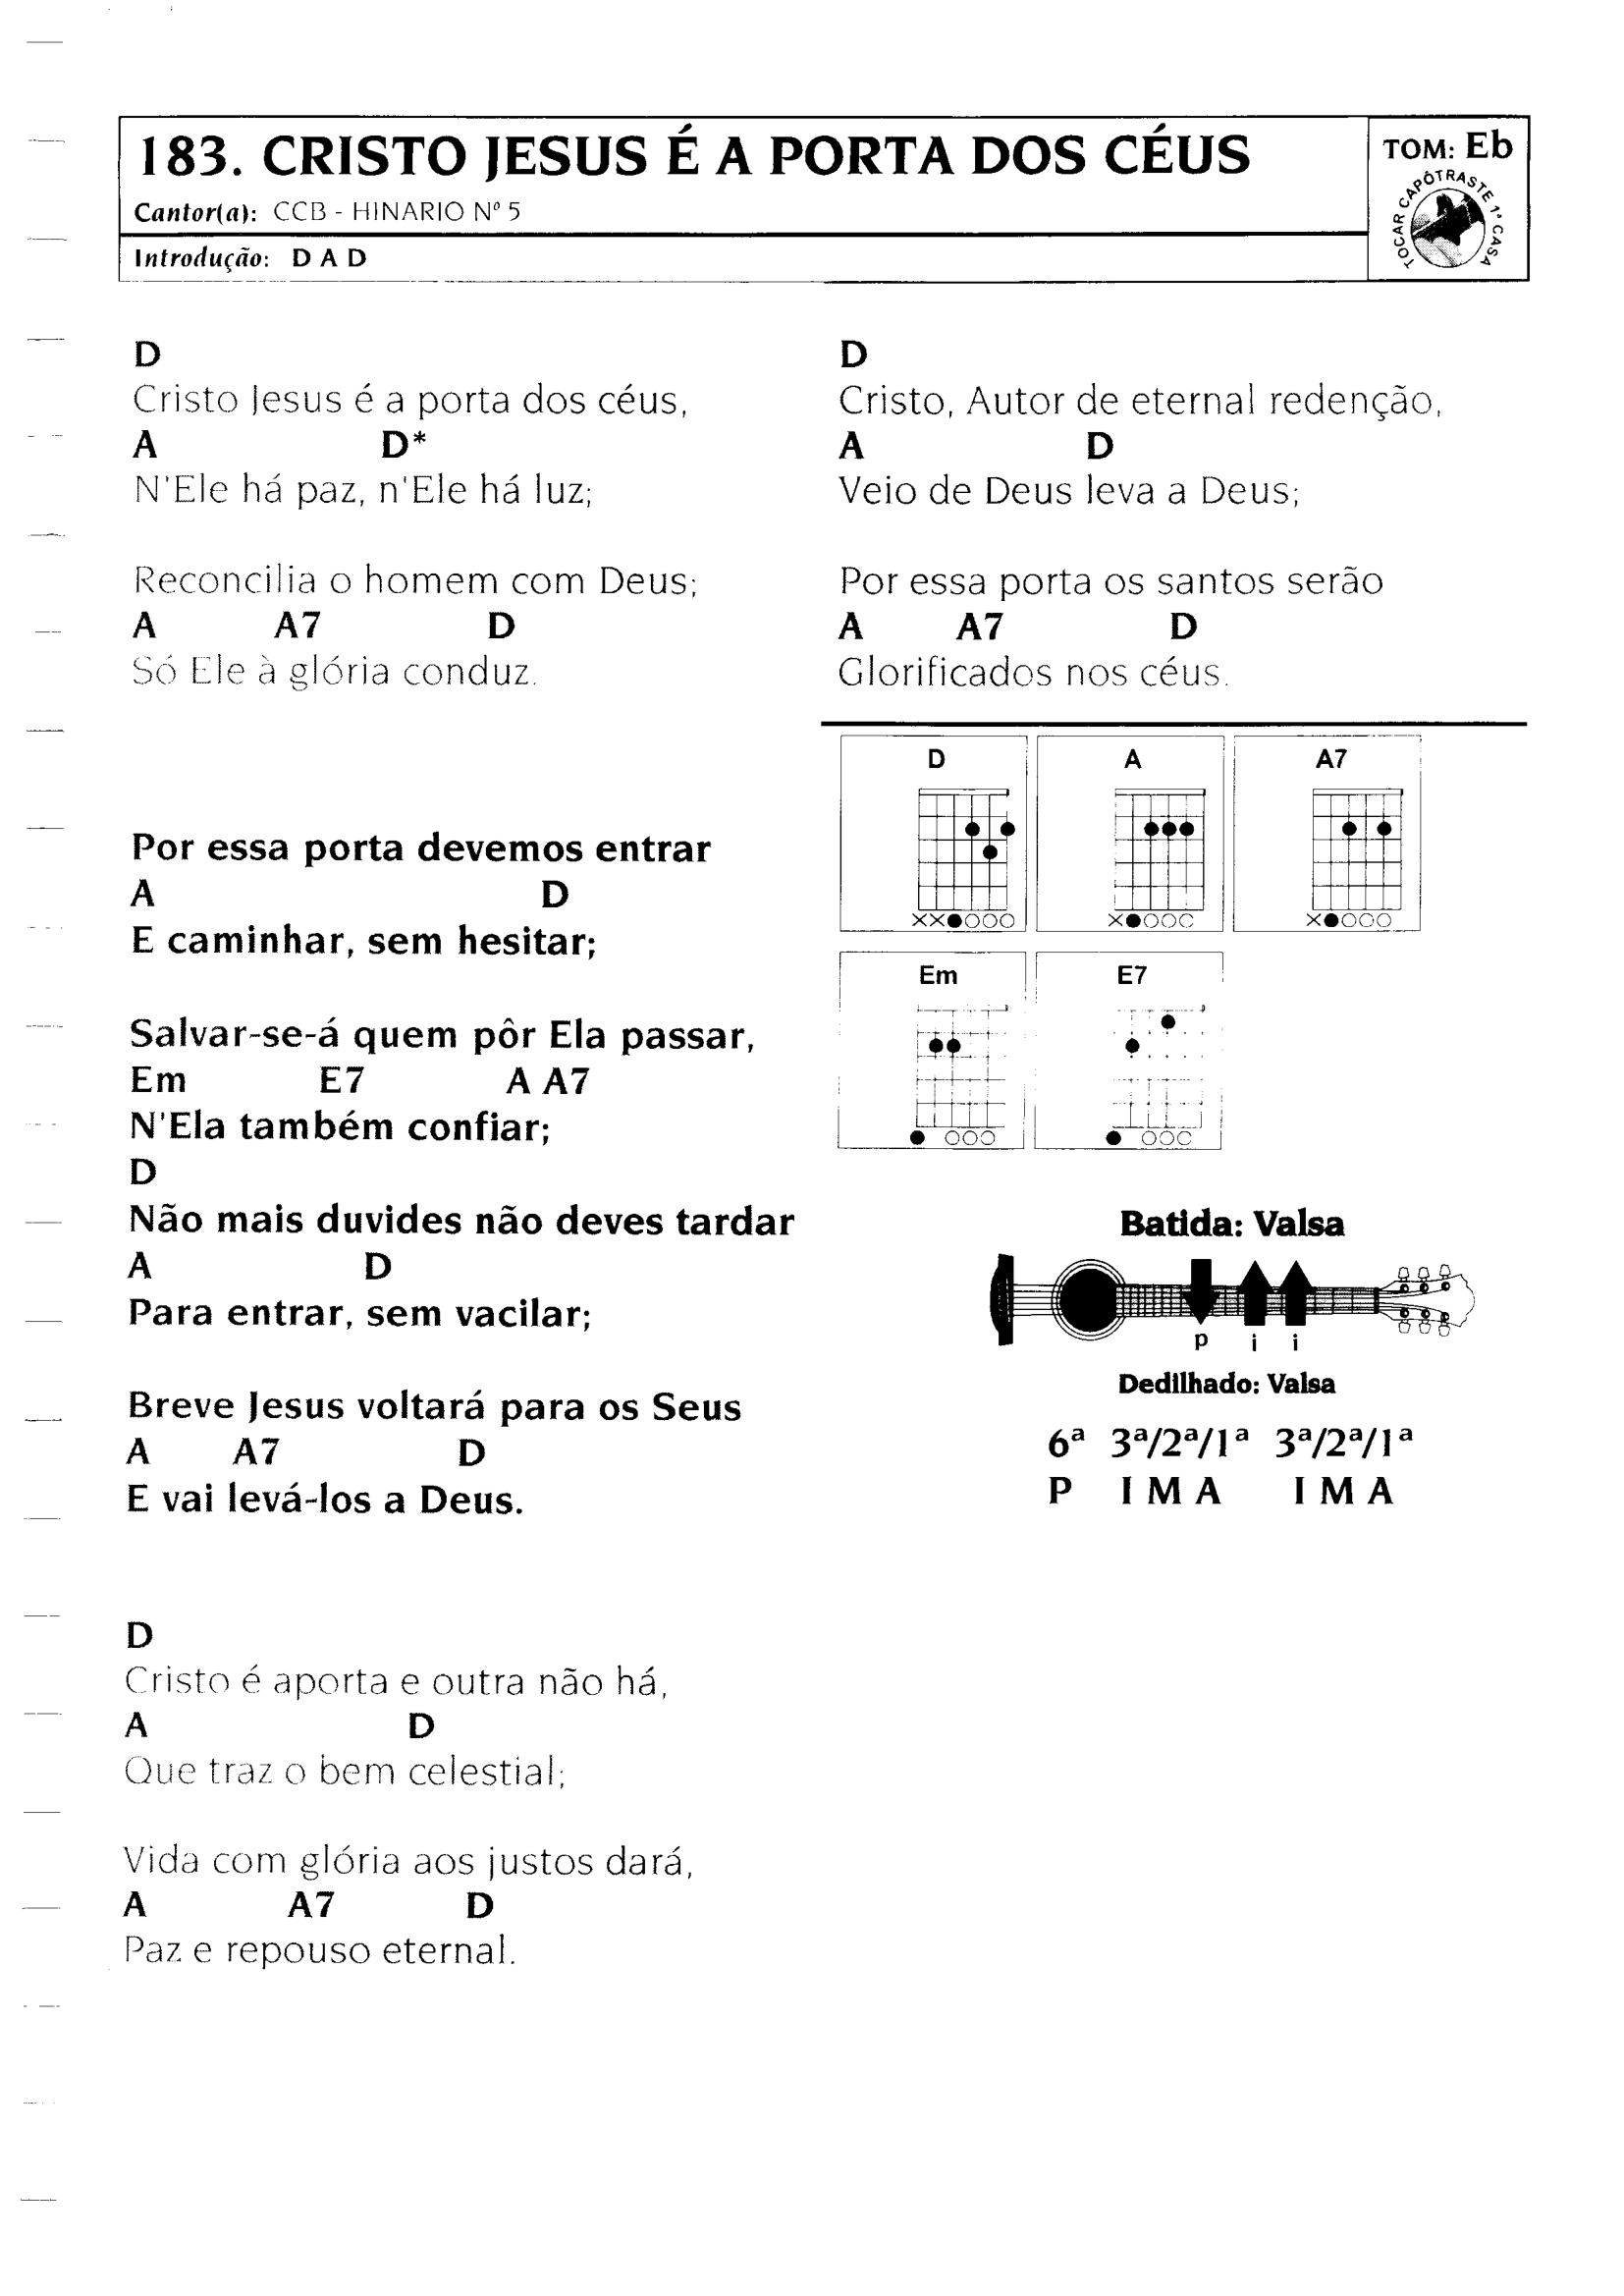 183. CRISTO JESUS É A PORTA DOS CÉUS
Cantor(a): CCB - HINARIO Nº 5
Introdução: D A D
TOM: Eb
TOCAR CAPÔTRASTE 1ª CASA
D
Cristo Jesus é a porta dos céus,
A D*
N'Ele há paz, n'Ele há luz;
Reconcilia o homem com Deus;
A A7 D
Só Ele à glória conduz.
Por essa porta devemos entrar
A D
E caminhar, sem hesitar;
Salvar-se-á quem pôr Ela passar,
Em E7 A A7
N'Ela também confiar;
D
Não mais duvides não deves tardar
A D
Para entrar, sem vacilar;
Breve Jesus voltará para os Seus
A A7 D
E vai levá-los a Deus.
D
Cristo é aporta e outra não há,
A D
Que traz o bem celestial;
Vida com glória aos justos dará,
A A7 D
Paz e repouso eternal.
D
Cristo, Autor de eternal redenção,
A D
Veio de Deus leva a Deus;
Por essa porta os santos serão
A A7 D
Glorificados nos céus.
D A A7
Em E7
Batida: Valsa
p i i
Dedilhado: Valsa
6ª 3ª/2ª/1ª 3ª/2ª/1ª
P I M A I M A